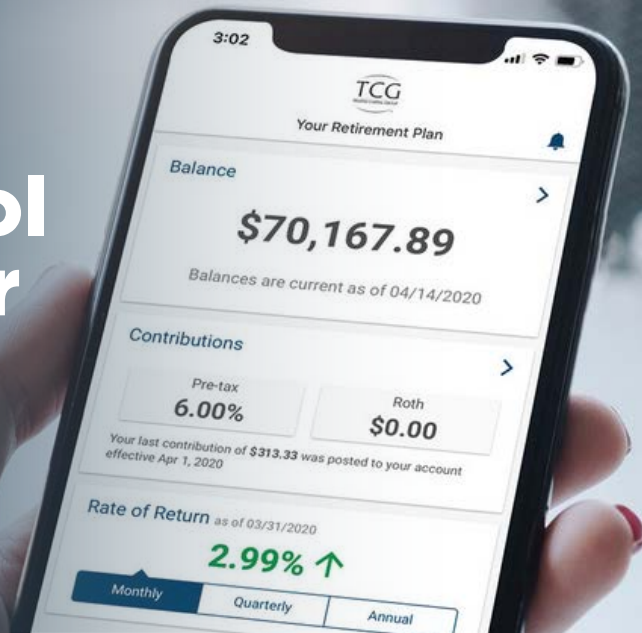 ol
r
3:02
TCG
Your Retirement Plan
Balance
$70,167.89
Balances are current as of 04/14/2020
Contributions
Pre-tax
6.00%
Roth
$0.00
Your last contribution of $313.33 was posted to your account
effective Apr 1, 2020
Rate of Return as of 03/31/2020
2.99%
Monthly
Quarterly
Annual